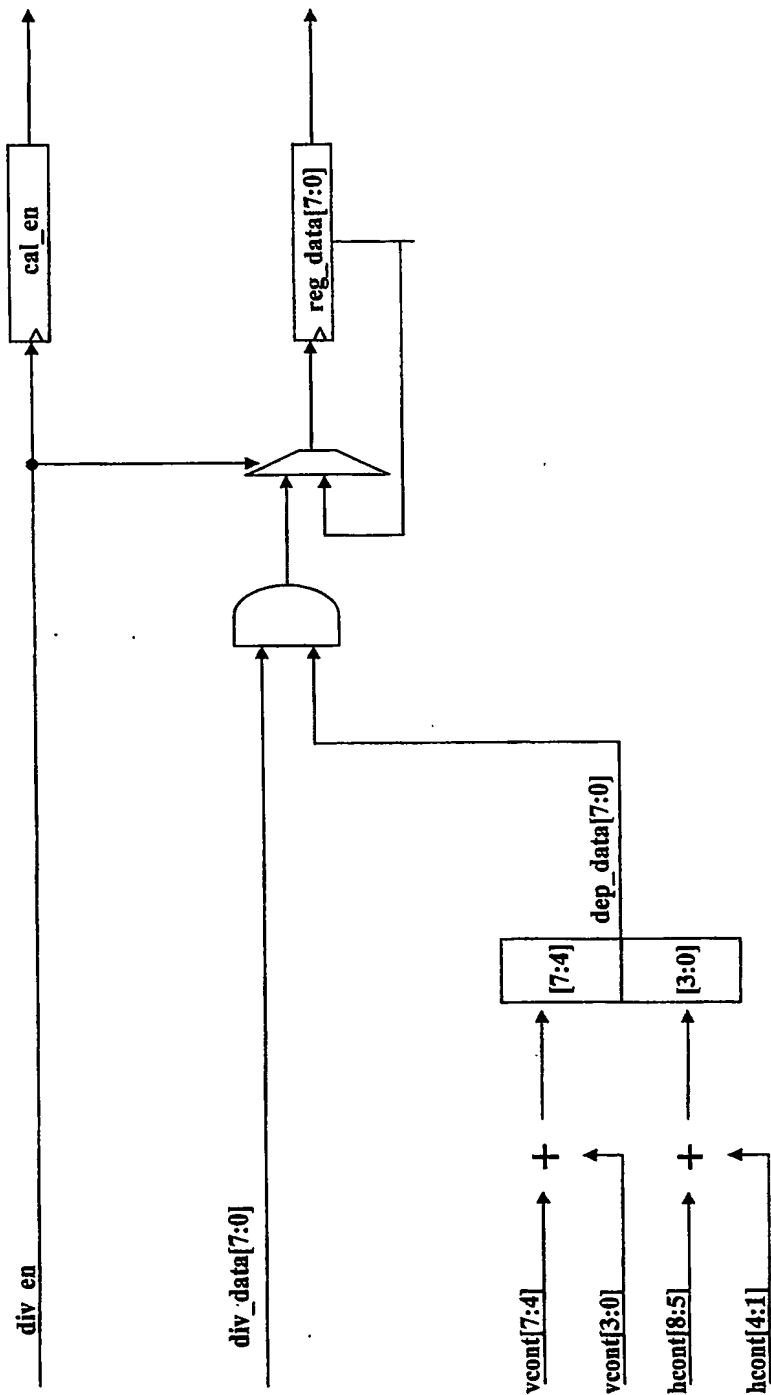 div_en
cal_en
div_data[7:0]
reg_data[7:0]
dep_data[7:0]
vcont[7:4]
+
[7:4]
vcont[3:0]
hcont[8:5]
+
[3:0]
hcont[4:1]